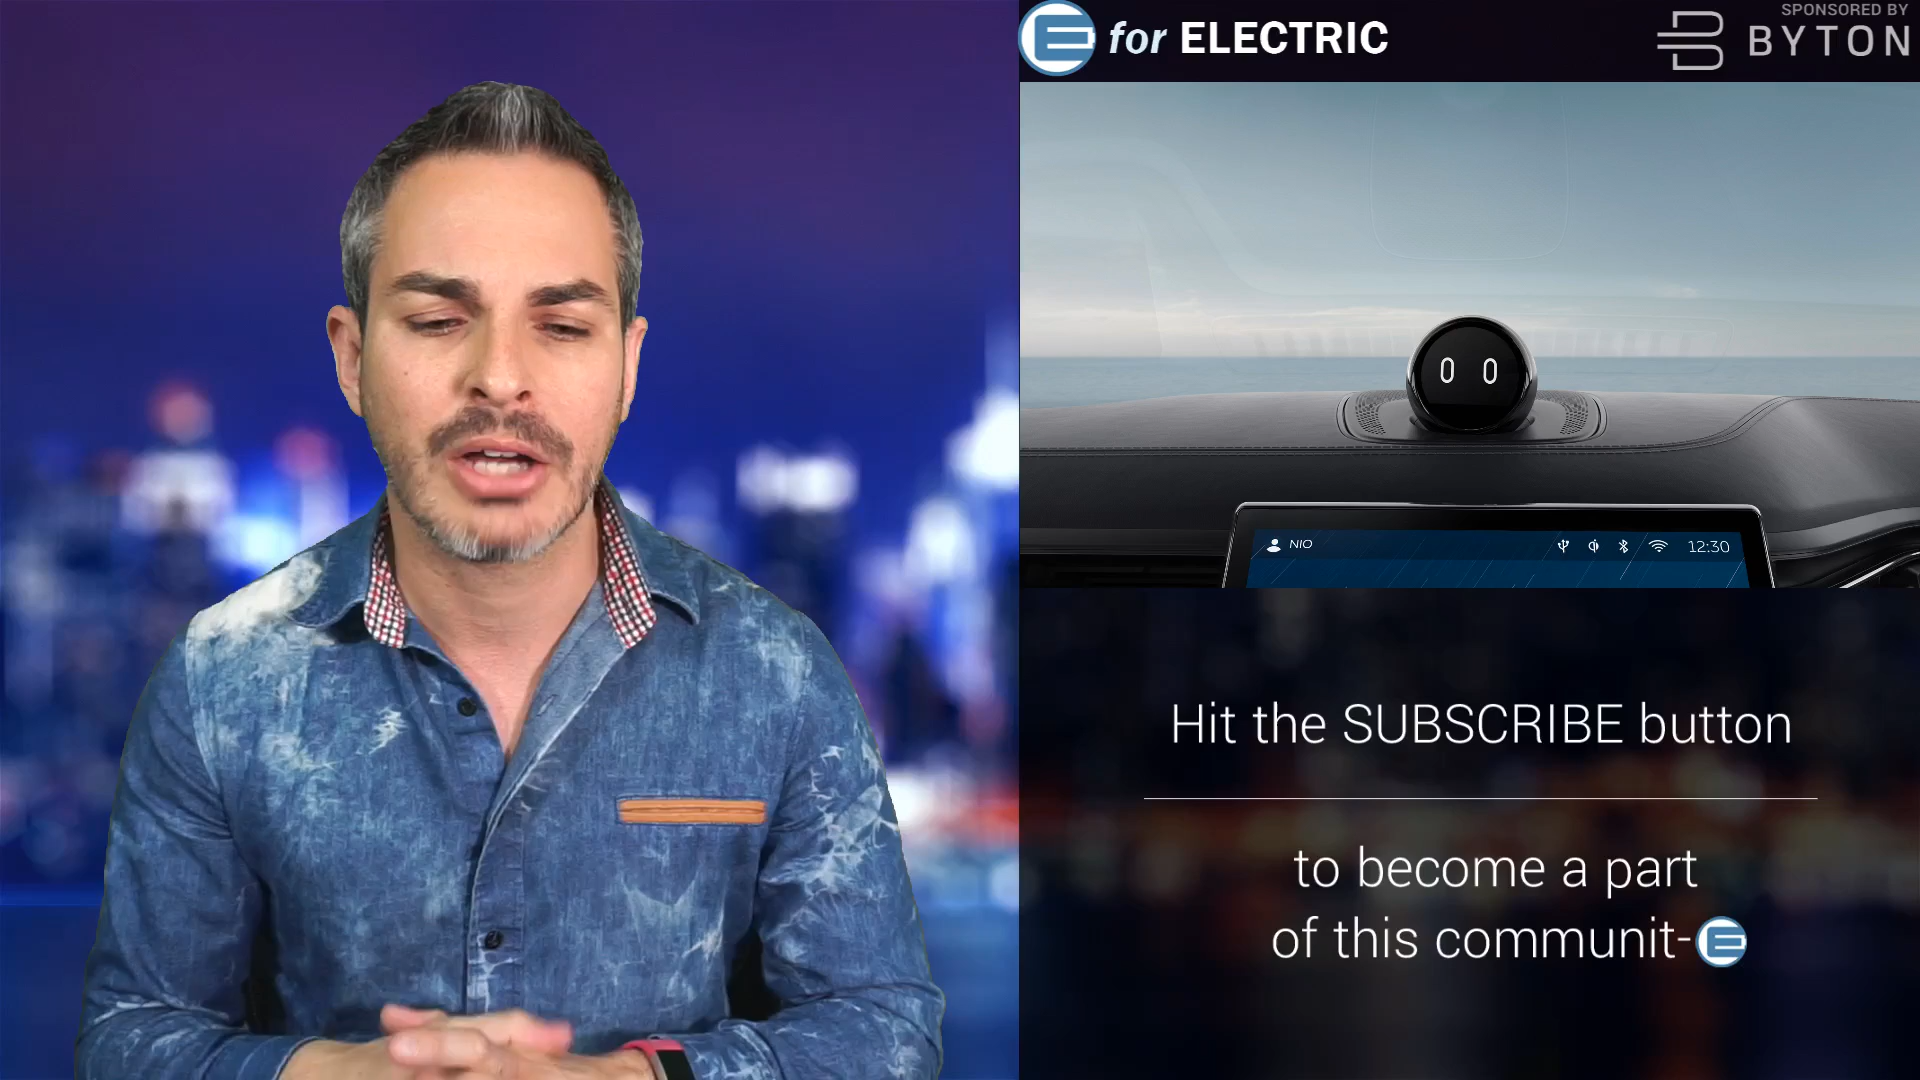 E for ELECTRIC
SPONSORED BY
BYTON
0 0
NIO
12:30
Hit the SUBSCRIBE button
to become a part
of this communit-E